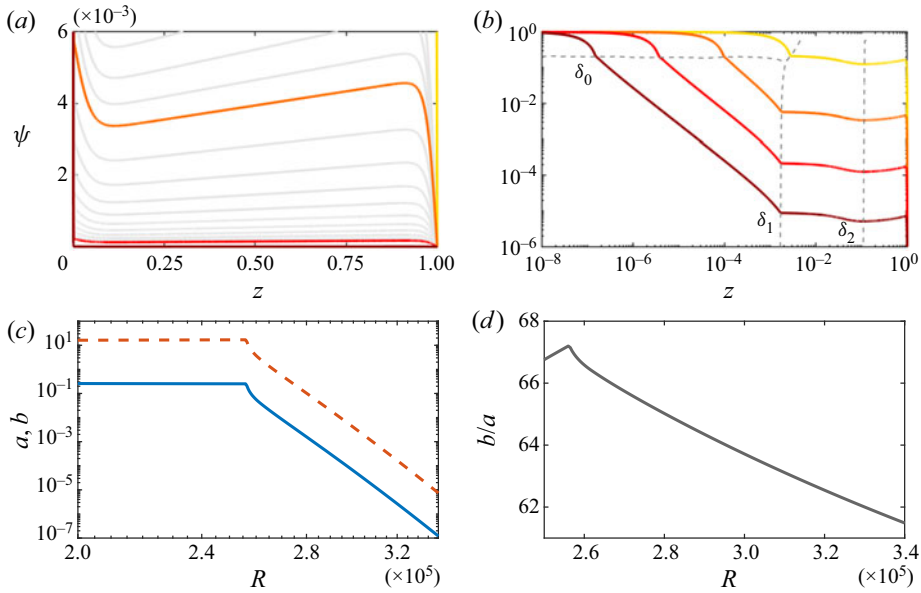 (a) (×10⁻³) (b)
6 10⁰
4 10⁻²
ψ
2 10⁻⁴
δ₀ δ₁ δ₂
10⁻⁶
0 0.25 0.50 0.75 1.00 10⁻⁸ 10⁻⁶ 10⁻⁴ 10⁻² 10⁰
z z
(c) (d)
10¹ 68
10⁻¹ 66
a, b b/a
10⁻³ 64
10⁻⁵ 62
10⁻⁷
2.0 2.4 2.8 3.2 2.6 2.8 3.0 3.2 3.4
R (×10⁵) R (×10⁵)